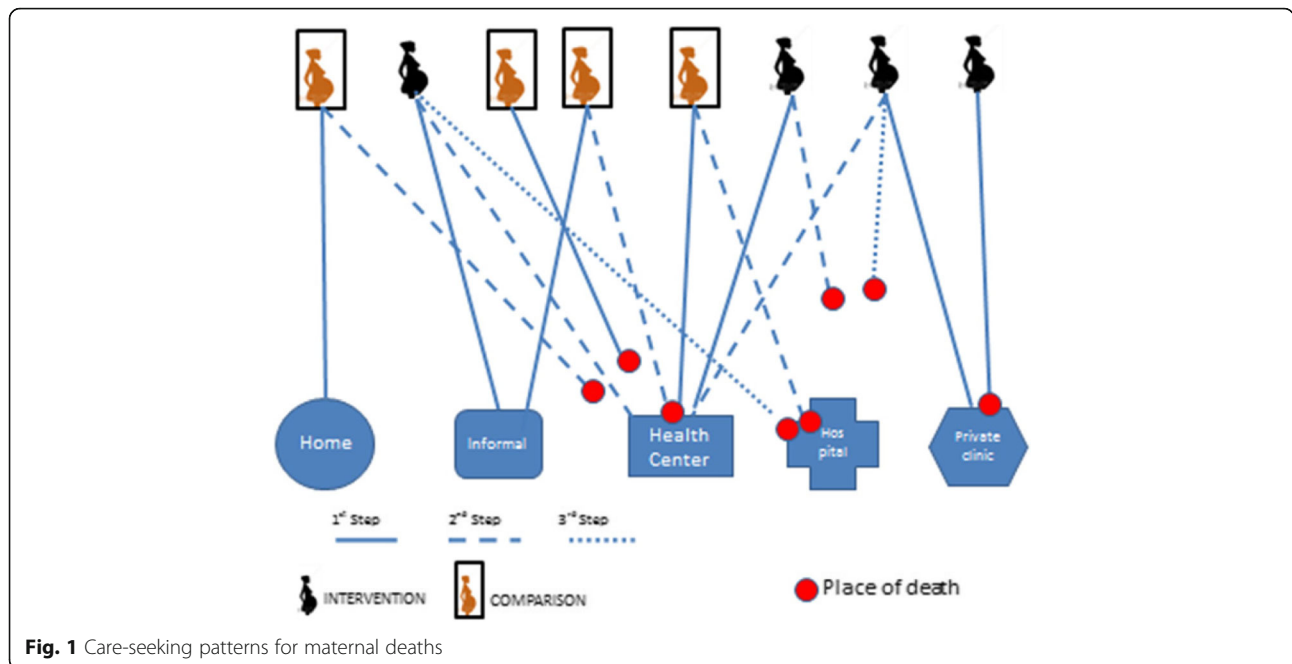 Home
Informal
Health
Center
Hos
pital
Private
clinic
1st Step
2nd Step
3rd Step
INTERVENTION
COMPARISON
Place of death
Fig. 1 Care-seeking patterns for maternal deaths